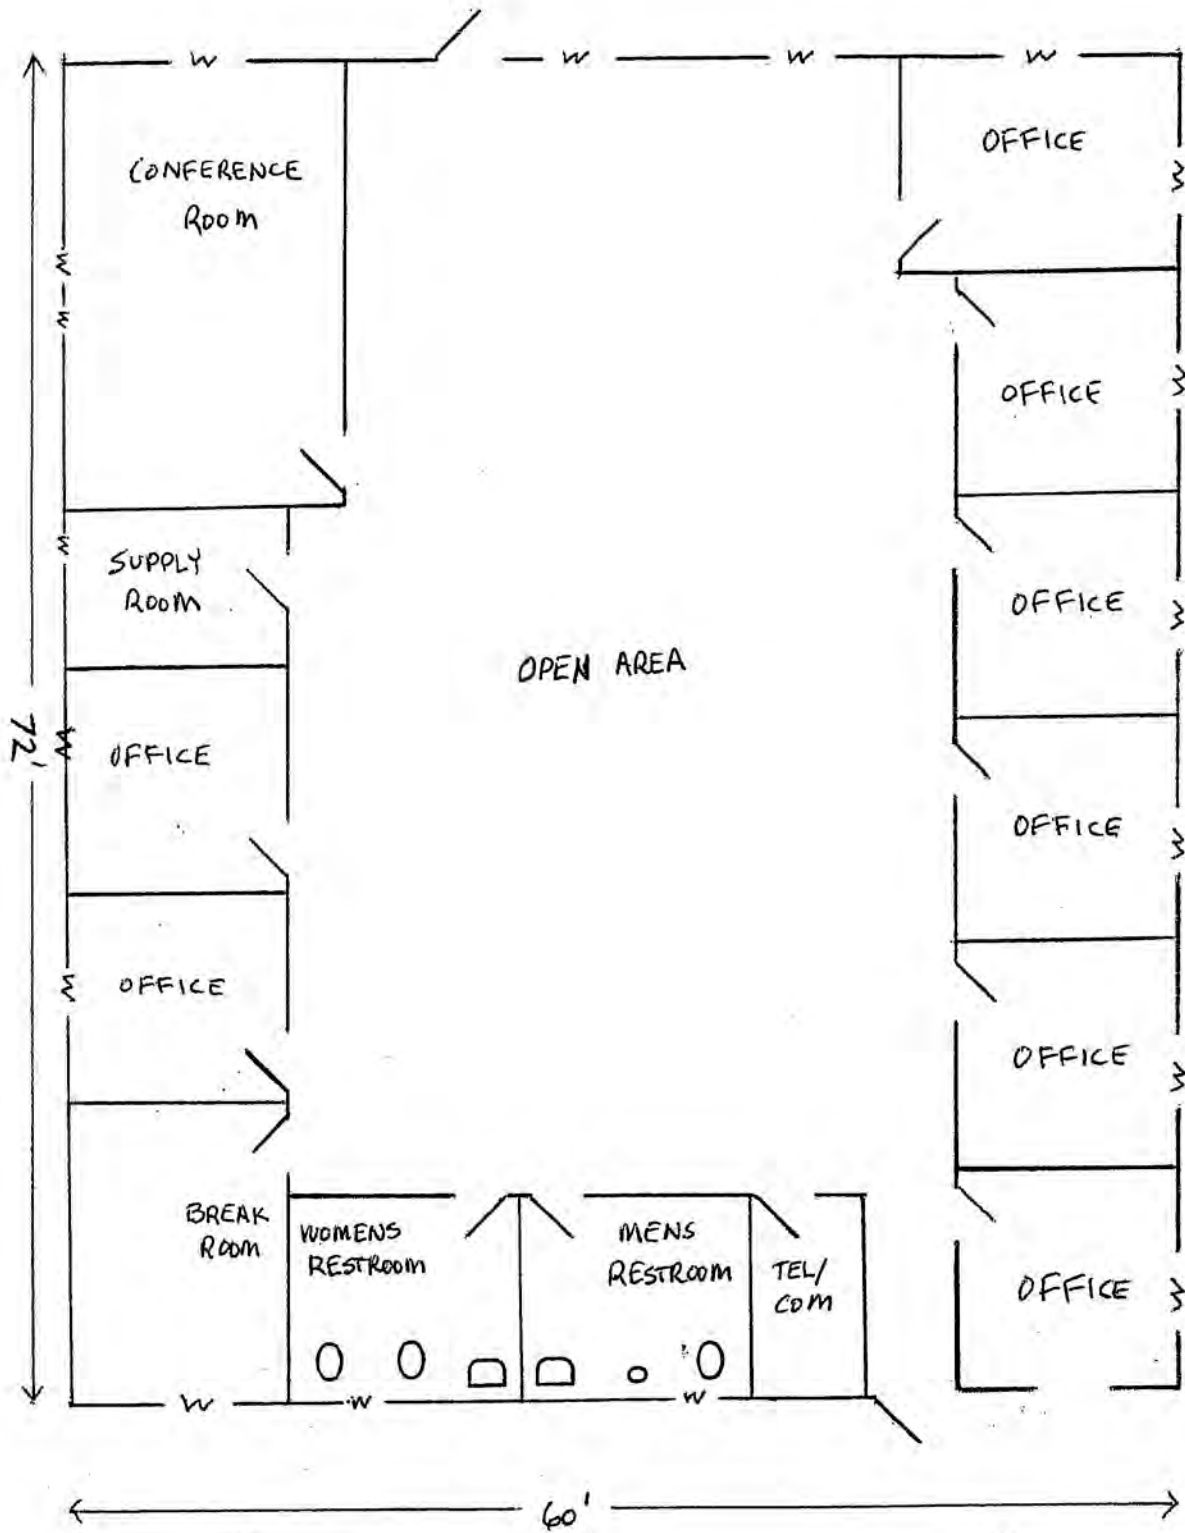 W
W
W
W
CONFERENCE
ROOM
OFFICE
W
W
W
OFFICE
W
W
SUPPLY
ROOM
OFFICE
W
OPEN AREA
72'
W
OFFICE
OFFICE
W
W
OFFICE
OFFICE
W
BREAK
ROOM
WOMENS
RESTROOM
MENS
RESTROOM
TEL/
COM
OFFICE
W
W
W
W
60'